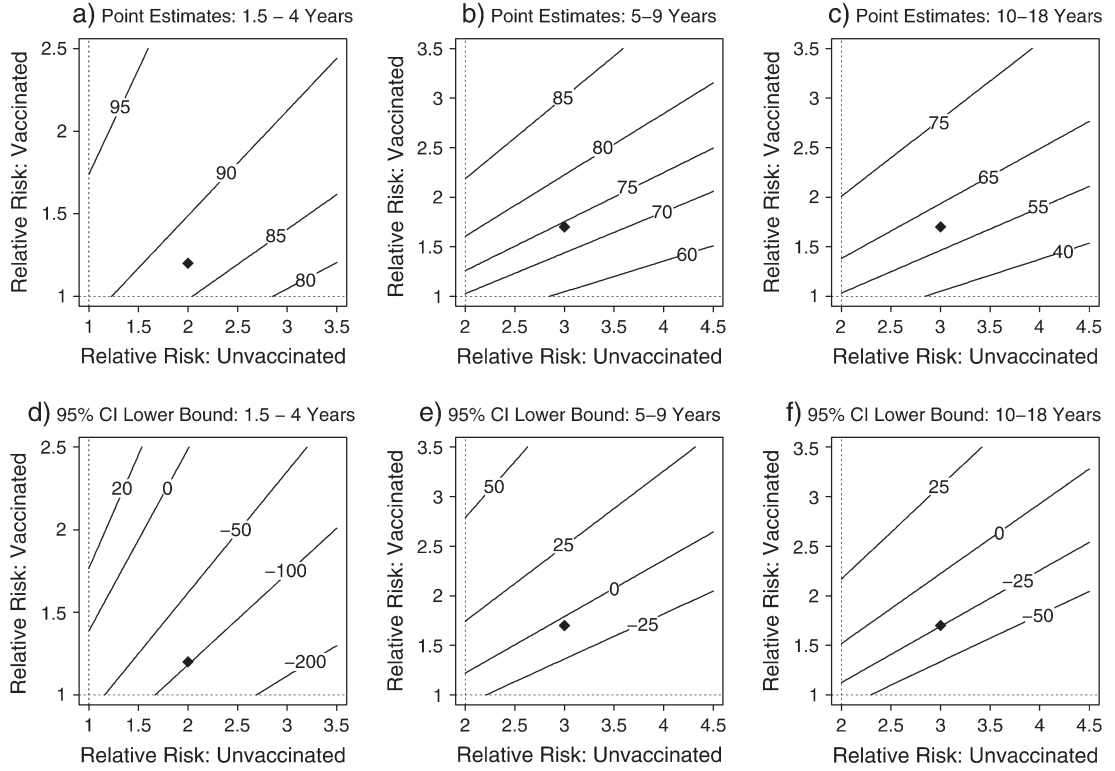 a) Point Estimates: 1.5 – 4 Years
b) Point Estimates: 5–9 Years
c) Point Estimates: 10–18 Years
Relative Risk: Vaccinated
2.5
2
1.5
1
95
90
85
80
1 1.5 2 2.5 3 3.5
Relative Risk: Unvaccinated
Relative Risk: Vaccinated
3.5
3
2.5
2
1.5
1
85
80
75
70
60
2 2.5 3 3.5 4 4.5
Relative Risk: Unvaccinated
Relative Risk: Vaccinated
3.5
3
2.5
2
1.5
1
75
65
55
40
2 2.5 3 3.5 4 4.5
Relative Risk: Unvaccinated
d) 95% CI Lower Bound: 1.5 – 4 Years
e) 95% CI Lower Bound: 5–9 Years
f) 95% CI Lower Bound: 10–18 Years
Relative Risk: Vaccinated
2.5
2
1.5
1
20
0
−50
−100
−200
1 1.5 2 2.5 3 3.5
Relative Risk: Unvaccinated
Relative Risk: Vaccinated
3.5
3
2.5
2
1.5
1
50
25
0
−25
2 2.5 3 3.5 4 4.5
Relative Risk: Unvaccinated
Relative Risk: Vaccinated
3.5
3
2.5
2
1.5
1
25
0
−25
−50
2 2.5 3 3.5 4 4.5
Relative Risk: Unvaccinated